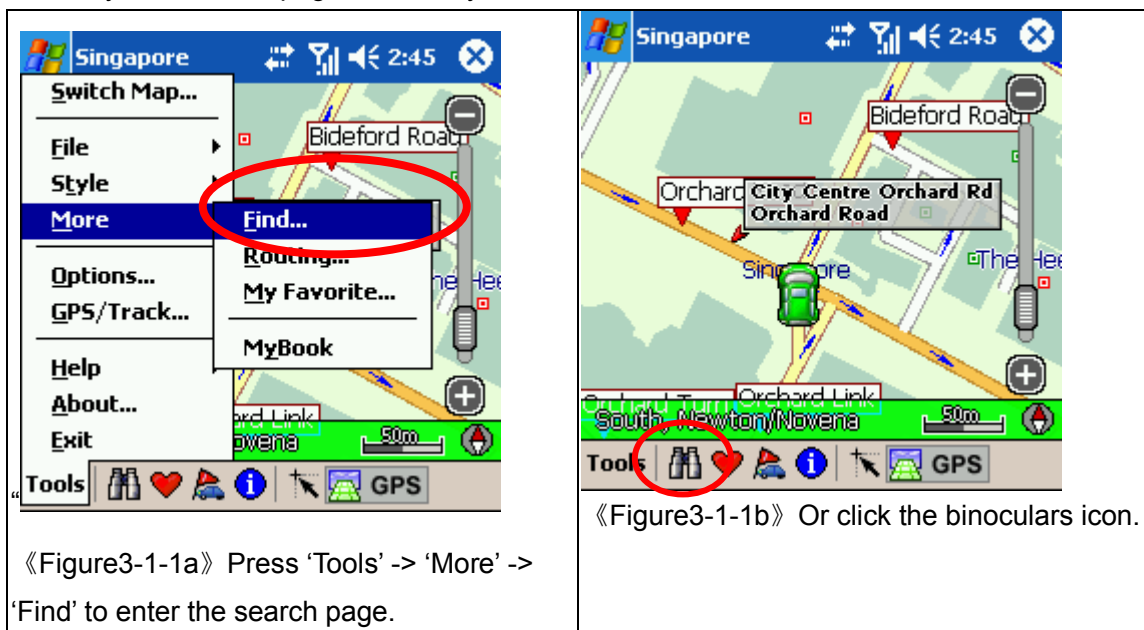 Singapore 2:45
Switch Map...
File
Style
More
Options...
GPS/Track...
Help
About...
Exit
Find...
Routing...
My Favorite...
MyBook
Bideford Road
50m
“ Tools GPS
《Figure3-1-1a》 Press ‘Tools’ -> ‘More’ ->
‘Find’ to enter the search page.
Singapore 2:45
Bideford Road
Orchard
City Centre Orchard Rd
Orchard Road
Singapore
Orchard Link
South, Newton/Novena 50m
Tools GPS
《Figure3-1-1b》 Or click the binoculars icon.